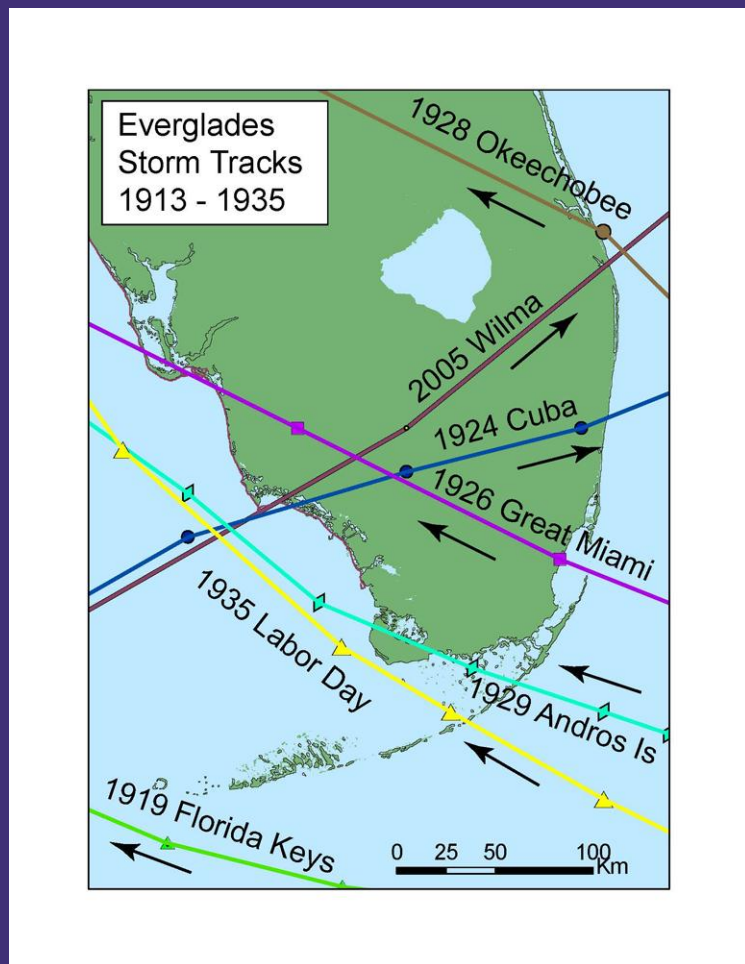 Everglades
Storm Tracks
1913 - 1935
1928 Okeechobee
2005 Wilma
1924 Cuba
1926 Great Miami
1935 Labor Day
1929 Andros Is
1919 Florida Keys
0 25 50 100
Km